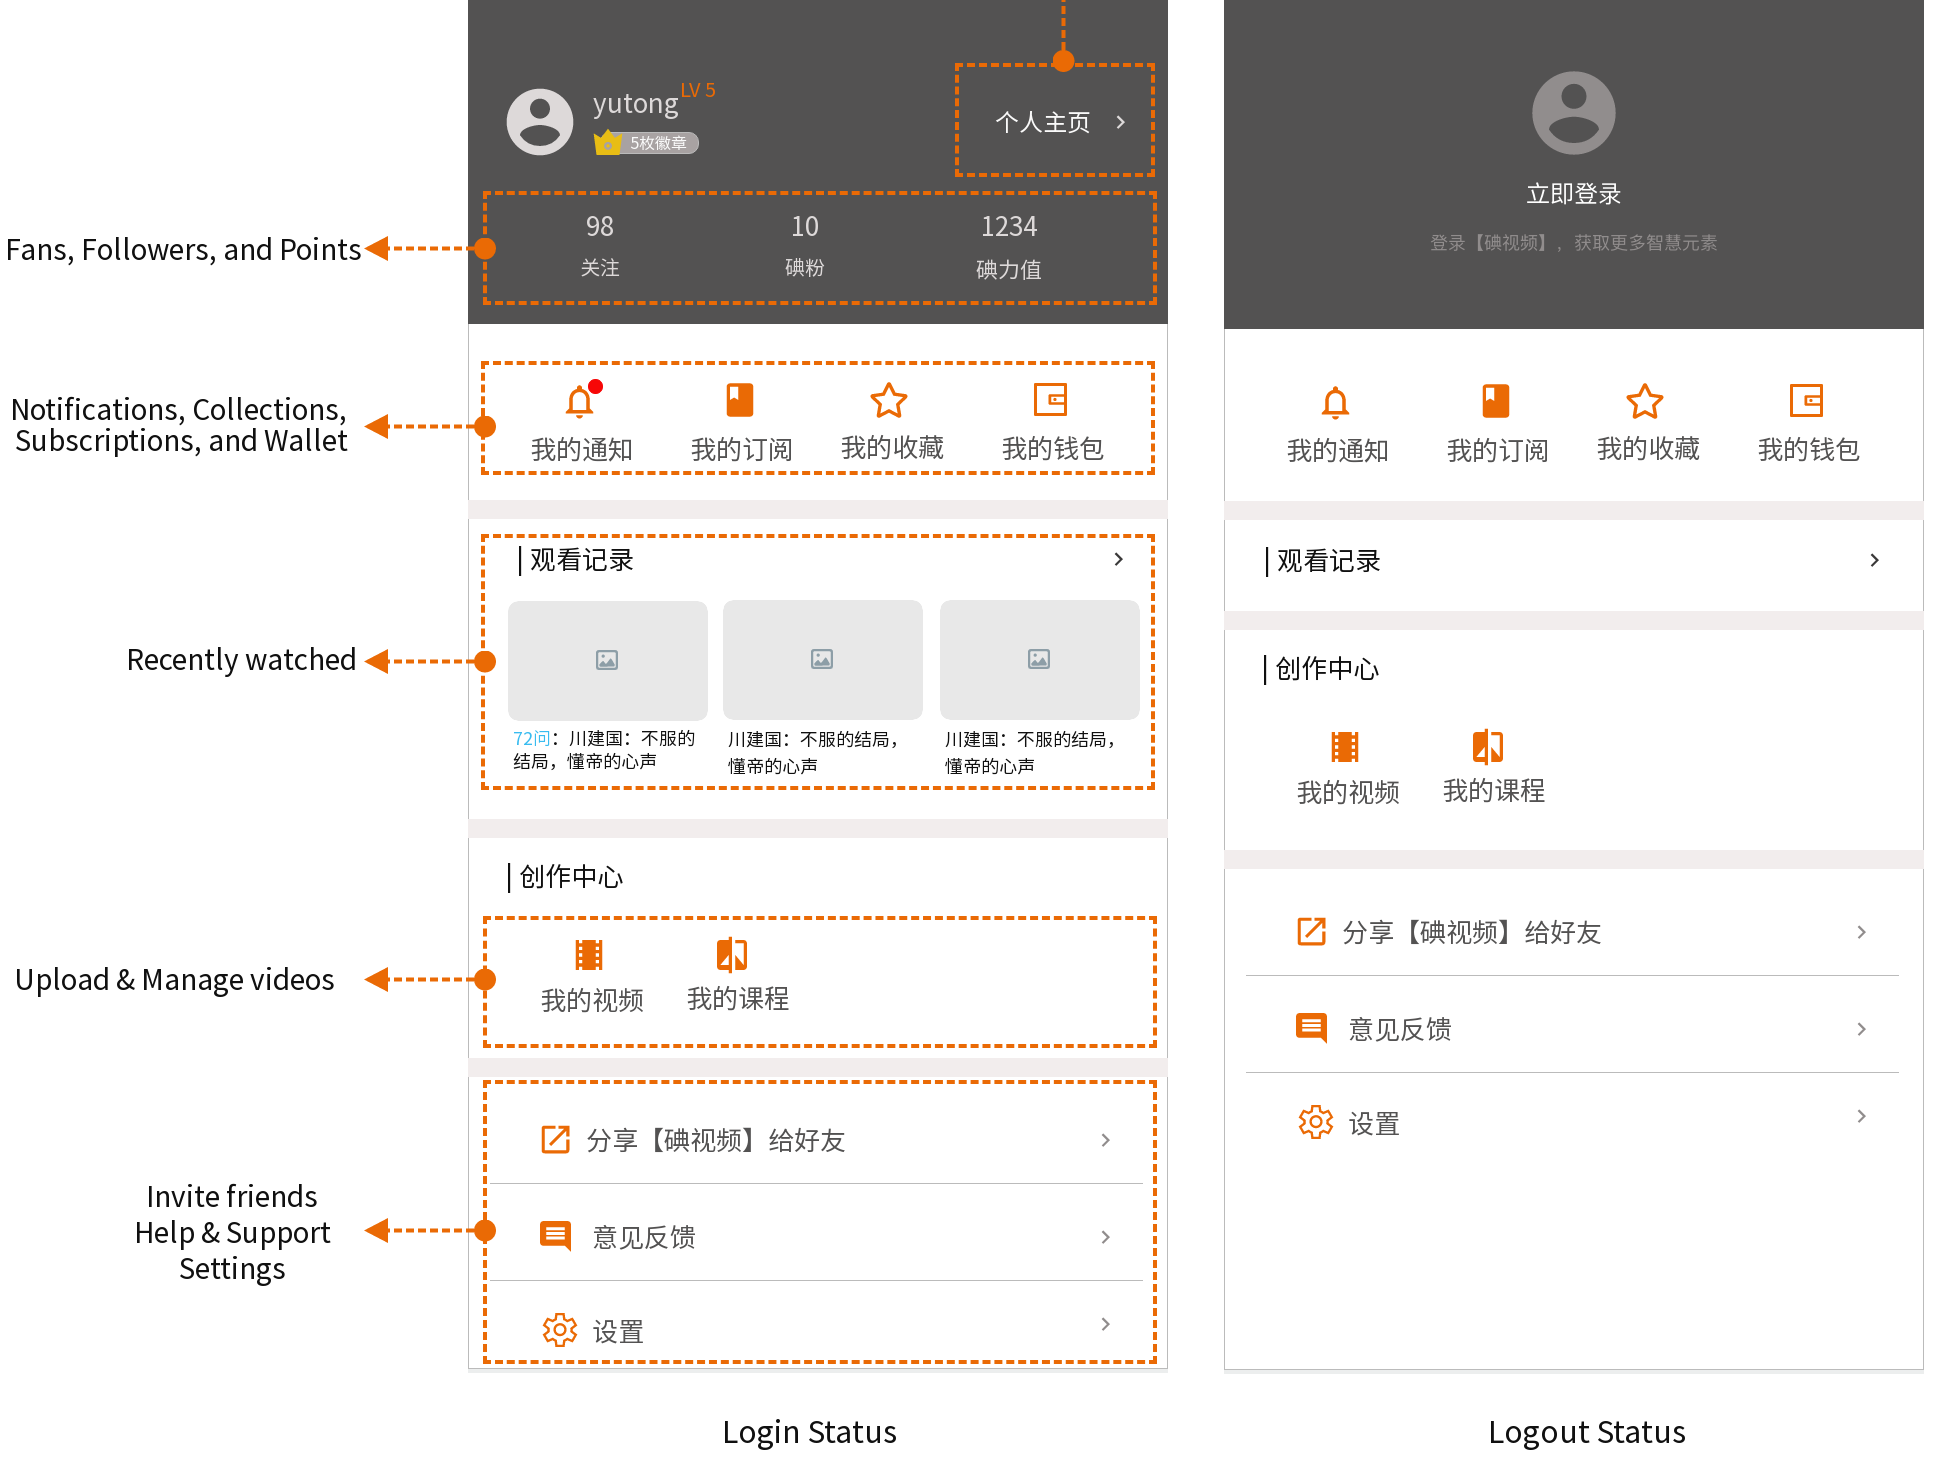 LV 5
yutong
5枚徽章
个人主页
98
10
1234
关注
碘粉
碘力值
Fans, Followers, and Points
我的通知
我的订阅
我的收藏
我的钱包
Notifications, Collections,
Subscriptions, and Wallet
| 观看记录
Recently watched
72问：川建国：不服的
结局，懂帝的心声
川建国：不服的结局，
懂帝的心声
川建国：不服的结局，
懂帝的心声
| 创作中心
我的视频
我的课程
Upload & Manage videos
分享【碘视频】给好友
意见反馈
设置
Invite friends
Help & Support
Settings
Login Status
立即登录
登录【碘视频】，获取更多智慧元素
我的通知
我的订阅
我的收藏
我的钱包
| 观看记录
| 创作中心
我的视频
我的课程
分享【碘视频】给好友
意见反馈
设置
Logout Status